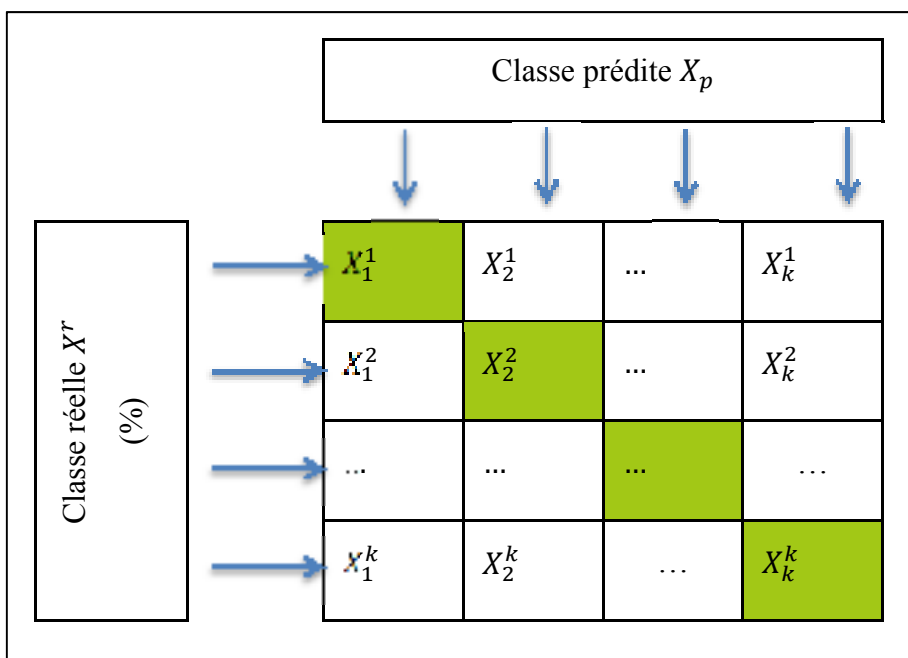 Classe prédite $X_p$
Classe réelle $X^r$
(%)
$X_1^1$ $X_2^1$ ... $X_k^1$
$X_1^2$ $X_2^2$ ... $X_k^2$
... ... ... ...
$X_1^k$ $X_2^k$ ... $X_k^k$